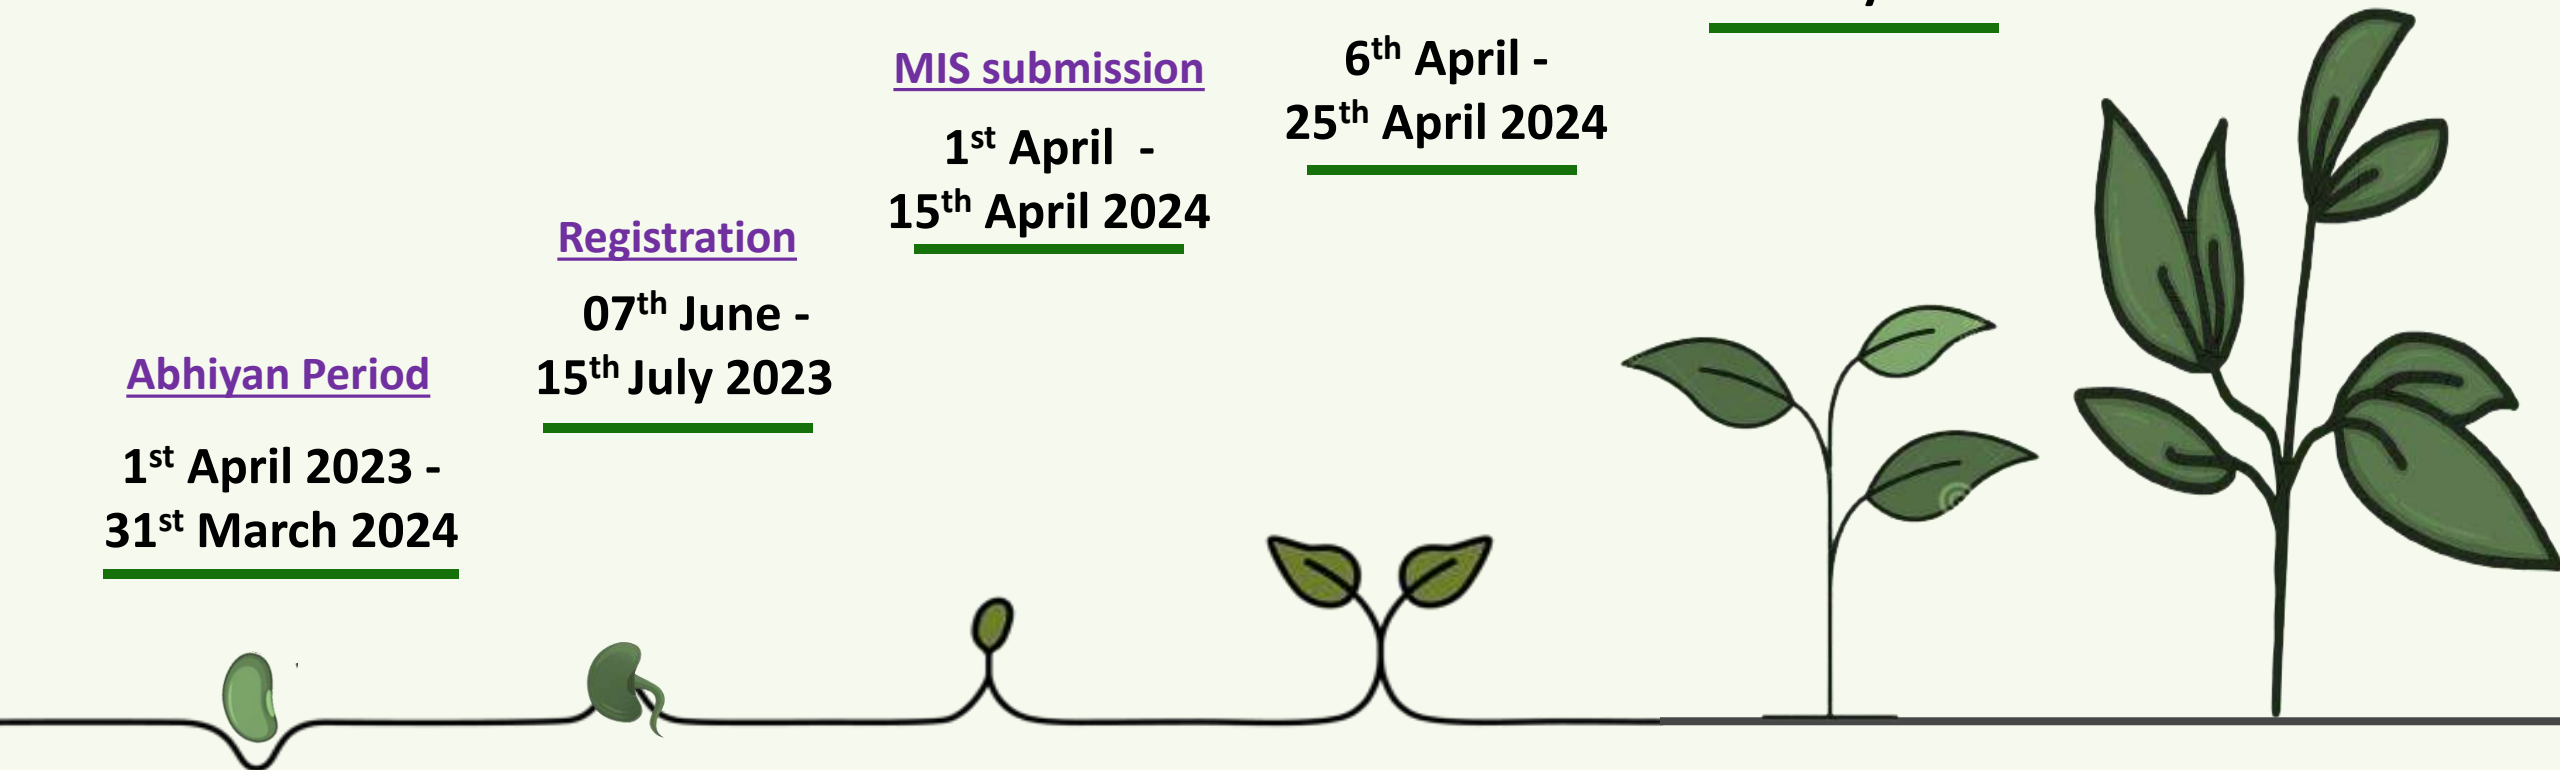 Abhiyan Period
1st April 2023 -
31st March 2024
Registration
07th June -
15th July 2023
MIS submission
1st April -
15th April 2024
6th April -
25th April 2024